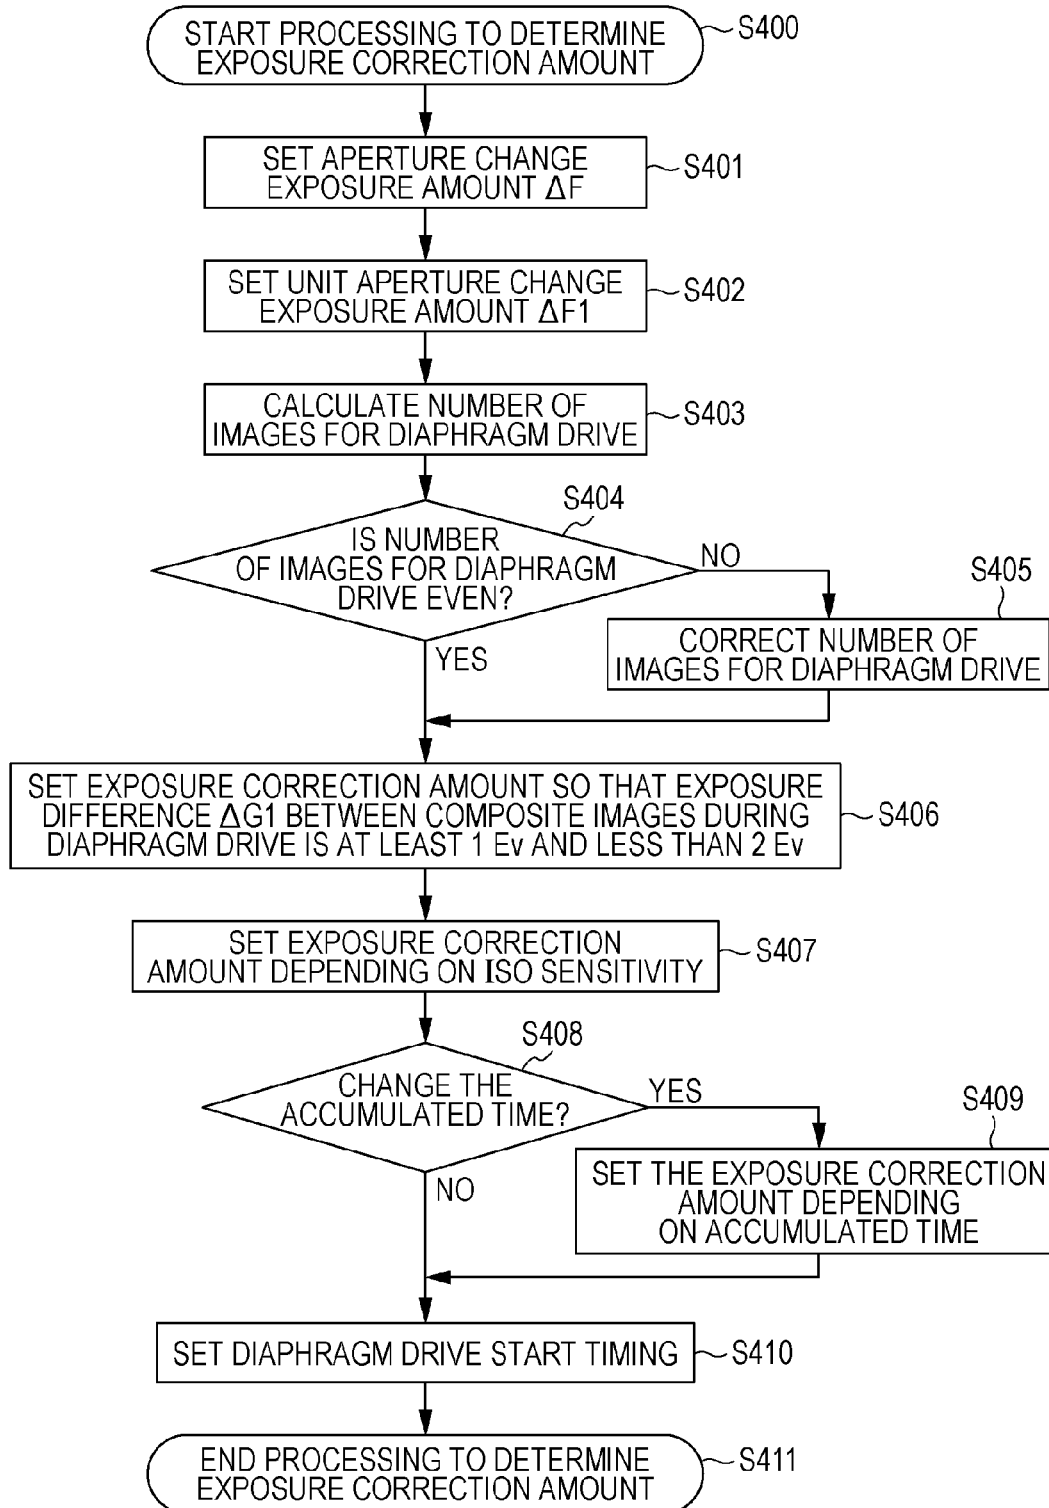 START PROCESSING TO DETERMINE
EXPOSURE CORRECTION AMOUNT
S400
SET APERTURE CHANGE
EXPOSURE AMOUNT ΔF
S401
SET UNIT APERTURE CHANGE
EXPOSURE AMOUNT ΔF1
S402
CALCULATE NUMBER OF
IMAGES FOR DIAPHRAGM DRIVE
S403
S404
IS NUMBER
OF IMAGES FOR DIAPHRAGM
DRIVE EVEN?
NO
YES
S405
CORRECT NUMBER OF
IMAGES FOR DIAPHRAGM DRIVE
SET EXPOSURE CORRECTION AMOUNT SO THAT EXPOSURE
DIFFERENCE ΔG1 BETWEEN COMPOSITE IMAGES DURING
DIAPHRAGM DRIVE IS AT LEAST 1 Ev AND LESS THAN 2 Ev
S406
SET EXPOSURE CORRECTION
AMOUNT DEPENDING ON ISO SENSITIVITY
S407
S408
CHANGE THE
ACCUMULATED TIME?
YES
NO
S409
SET THE EXPOSURE CORRECTION
AMOUNT DEPENDING
ON ACCUMULATED TIME
SET DIAPHRAGM DRIVE START TIMING
S410
END PROCESSING TO DETERMINE
EXPOSURE CORRECTION AMOUNT
S411